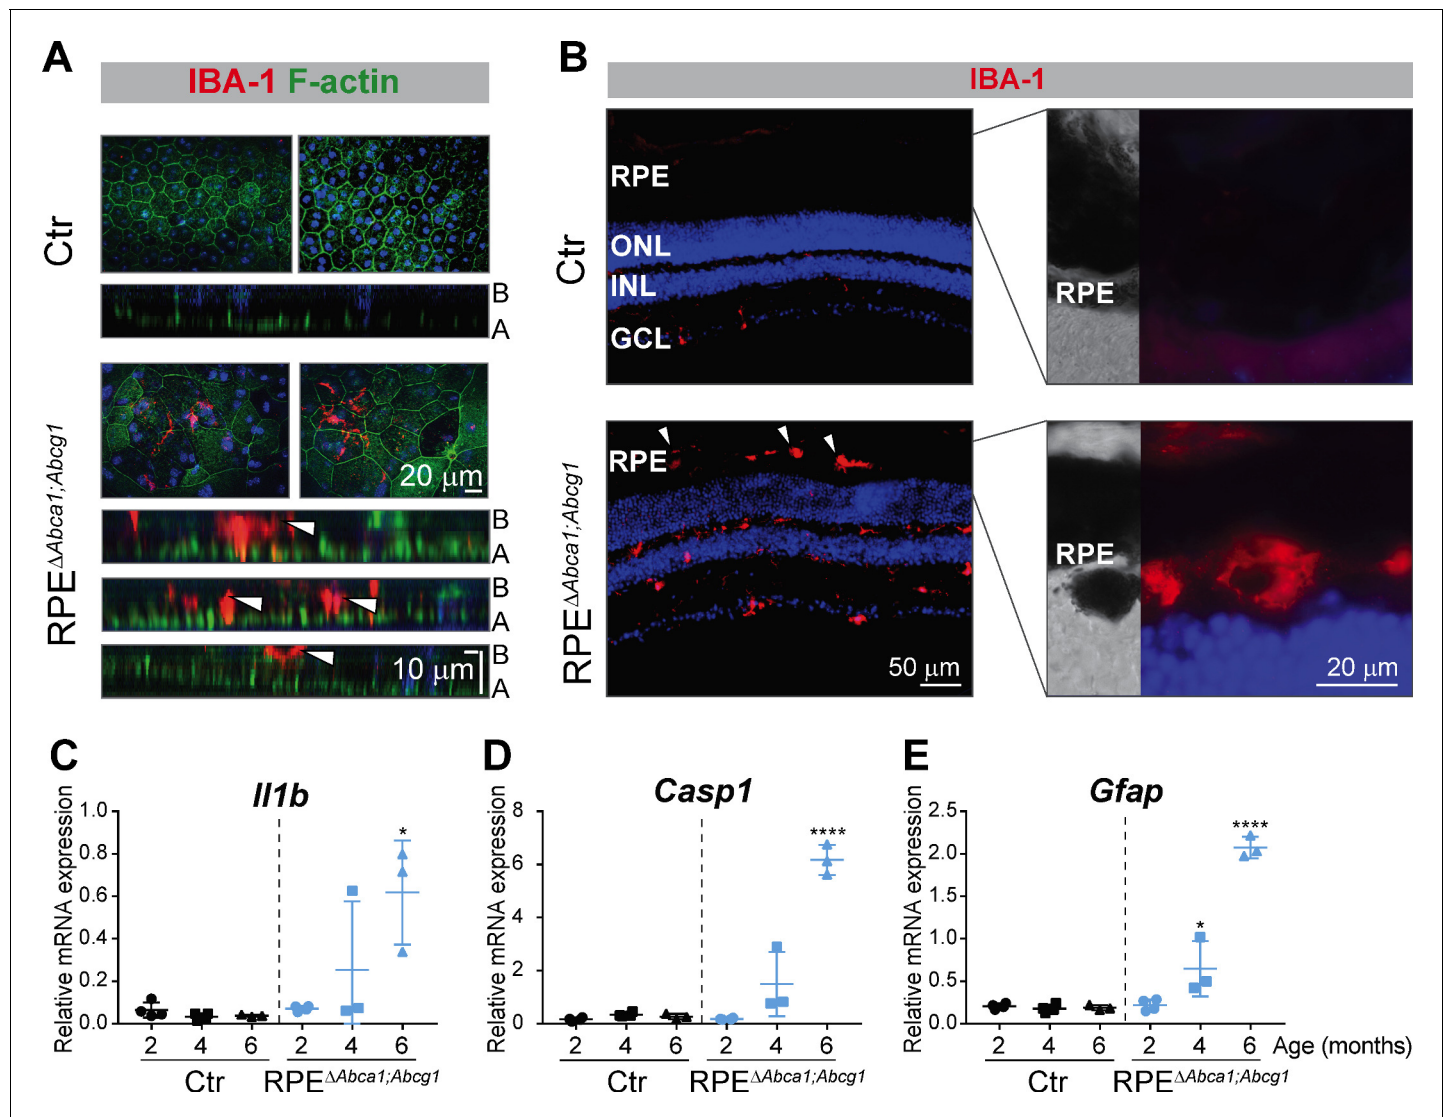 A
IBA-1 F-actin
Ctr
B
A
RPEΔAbca1;Abcg1
20 µm
B
A
B
A
10 µm
B
A
B
IBA-1
Ctr
RPE
ONL
INL
GCL
RPE
RPEΔAbca1;Abcg1
RPE
50 µm
RPE
20 µm
C
Il1b
Relative mRNA expression
1.0
0.8
0.6
0.4
0.2
0.0
*
2 4 6 2 4 6
Ctr RPEΔAbca1;Abcg1
D
Casp1
Relative mRNA expression
8
6
4
2
0
****
2 4 6 2 4 6
Ctr RPEΔAbca1;Abcg1
E
Gfap
Relative mRNA expression
2.5
2.0
1.5
1.0
0.5
0.0
*
****
2 4 6 2 4 6 Age (months)
Ctr RPEΔAbca1;Abcg1